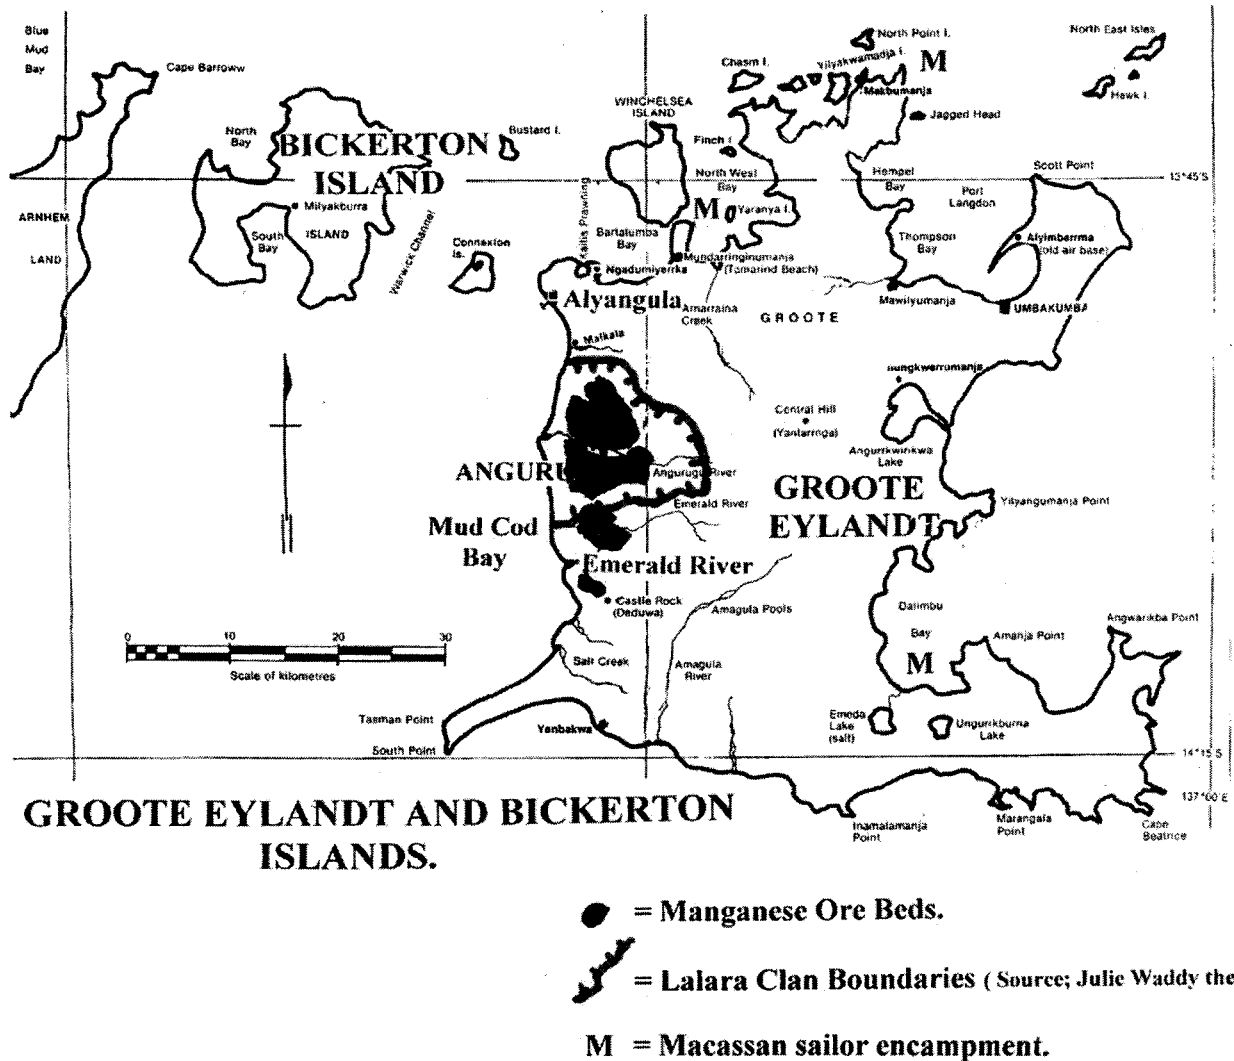 Blue
Mud
Bay
Cape Barroww
North
Bay
BICKERTON
ISLAND
Bustard I.
Milyakburra
ISLAND
South
Bay
ARNHEM
LAND
Warwick Channel
Connexion
Is.
WINCHELSEA
ISLAND
Chasm I.
North Point I.
Yilyakwamadja I.
M
Makbumanja
North East Isles
Hawk I.
Jagged Head
Finch I
North West
Bay
M
Yaranya I.
Hempel
Bay
Port
Langdon
Scott Point
13°45'S
Bartalumba
Bay
Kailtis Prawning
Ngadumiyerrka
Mundarringinumanja
(Tamarind Beach)
Thompson
Bay
Alyimbarrma
(old air base)
Mawilyumanja
UMBAKUMBA
Alyangula
Amarraina
Creek
GROOTE
Malkala
Central Hill
(Yantarringa)
Angurrkwirikwa
Lake
ANGURU
Angurugu River
Emerald River
GROOTE
EYLANDT
Yilyangumanja Point
Mud Cod
Bay
Emerald River
Castle Rock
(Deduwa)
Amagula Pools
Dalimbu
Bay
M
Amanja Point
Angwarikba Point
0 10 20 30
Scale of kilometres
Salt Creek
Amagula
River
Tasman Point
South Point
Yenbakwa
Emeda
Lake
(salt)
Ungurikburna
Lake
14°15'S
137°00'E
Inamalamanja
Point
Marangala
Point
Cape
Beatrice
GROOTE EYLANDT AND BICKERTON
ISLANDS.
= Manganese Ore Beds.
= Lalara Clan Boundaries ( Source; Julie Waddy the
M = Macassan sailor encampment.